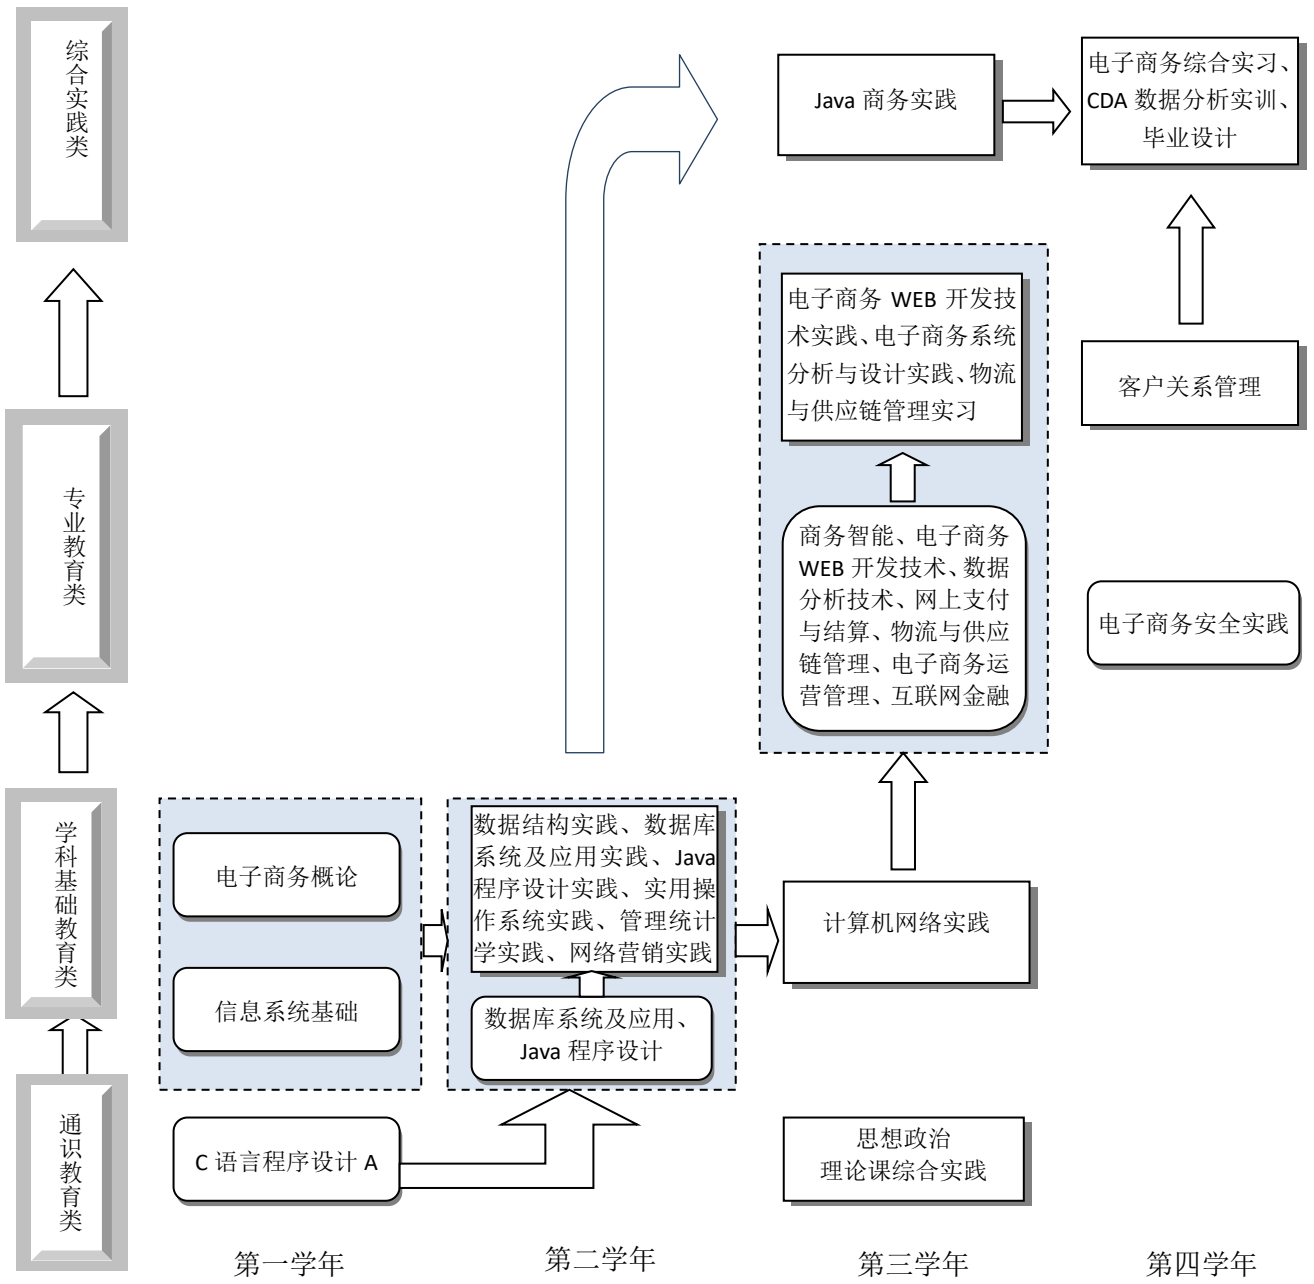 综合实践类
Java 商务实践
电子商务综合实习、
CDA 数据分析实训、
毕业设计
专业教育类
电子商务 WEB 开发技
术实践、电子商务系统
分析与设计实践、物流
与供应链管理实习
客户关系管理
商务智能、电子商务
WEB 开发技术、数据
分析技术、网上支付
与结算、物流与供应
链管理、电子商务运
营管理、互联网金融
电子商务安全实践
学科基础教育类
电子商务概论
信息系统基础
数据结构实践、数据库
系统及应用实践、Java
程序设计实践、实用操
作系统实践、管理统计
学实践、网络营销实践
数据库系统及应用、
Java 程序设计
计算机网络实践
通识教育类
C 语言程序设计 A
思想政治
理论课综合实践
第一学年
第二学年
第三学年
第四学年